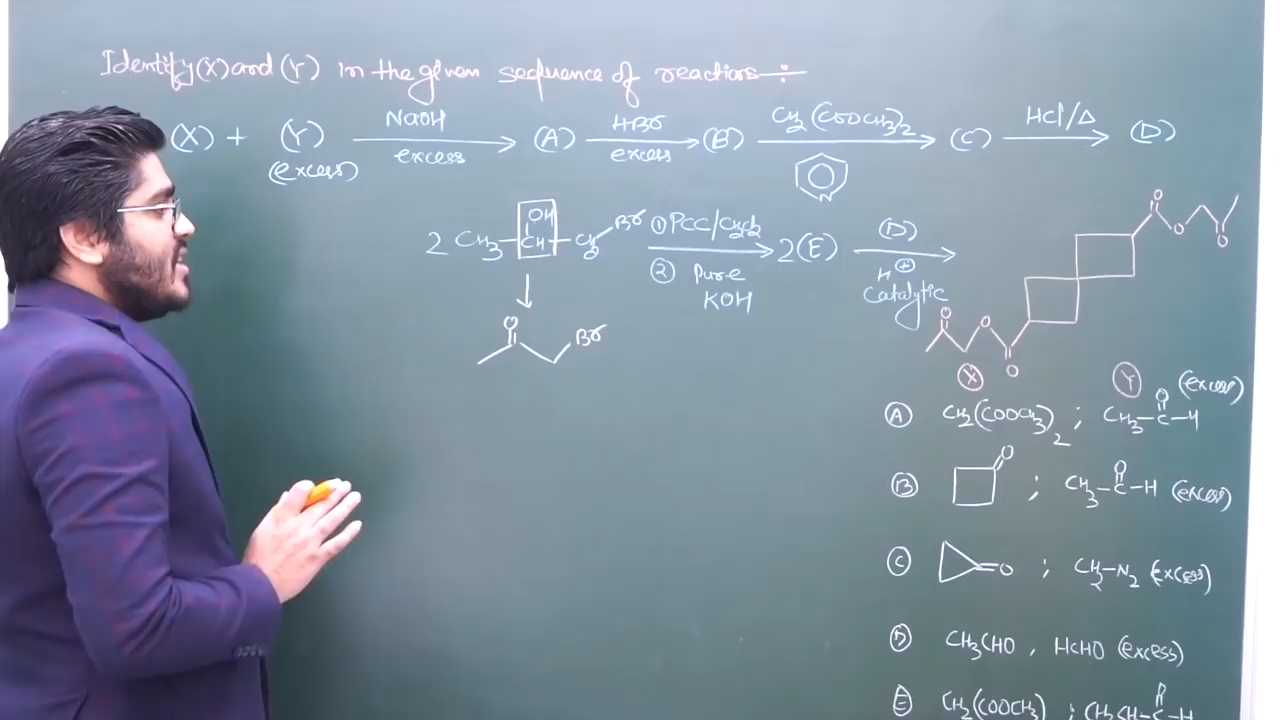 Identify (X) and (Y) in the given sequence of reactions :-
(X) + (Y) (excess) NaOH excess (A) HBr excess (B) CH2(COOCH3)2 N (C) HCl/Δ (D)
2 CH3-CH-CH2 OH Br ① PCC/CH2Cl2 ② Pure KOH 2(E) (D) H⊕ Catalytic
O O O
O Br
O O O
X Y (excess)
Ⓐ CH2(COOCH3)2 ; CH3-C-H O
Ⓑ O ; CH3-C-H O (excess)
Ⓒ =O ; CH2-N2 (excess)
Ⓓ CH3CHO , HCHO (excess)
Ⓔ CH2(COOCH3)